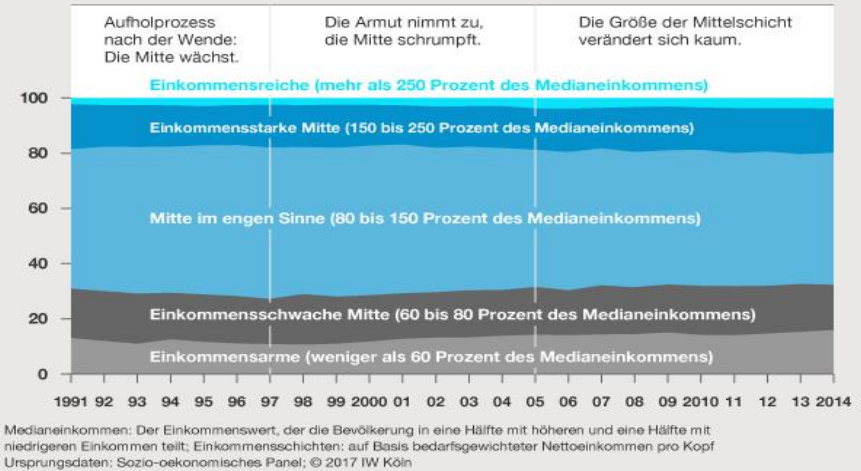 Aufholprozess
nach der Wende:
Die Mitte wächst.
Die Armut nimmt zu,
die Mitte schrumpft.
Die Größe der Mittelschicht
verändert sich kaum.
Einkommensreiche (mehr als 250 Prozent des Medianeinkommens)
Einkommensstarke Mitte (150 bis 250 Prozent des Medianeinkommens)
Mitte im engen Sinne (80 bis 150 Prozent des Medianeinkommens)
Einkommensschwache Mitte (60 bis 80 Prozent des Medianeinkommens)
Einkommensarme (weniger als 60 Prozent des Medianeinkommens)
100
80
60
40
20
0
1991 92 93 94 95 96 97 98 99 2000 01 02 03 04 05 06 07 08 09 2010 11 12 13 2014
Medianeinkommen: Der Einkommenswert, der die Bevölkerung in eine Hälfte mit höheren und eine Hälfte mit
niedrigeren Einkommen teilt; Einkommensschichten: auf Basis bedarfsgewichteter Nettoeinkommen pro Kopf
Ursprungsdaten: Sozio-oekonomisches Panel; © 2017 IW Köln